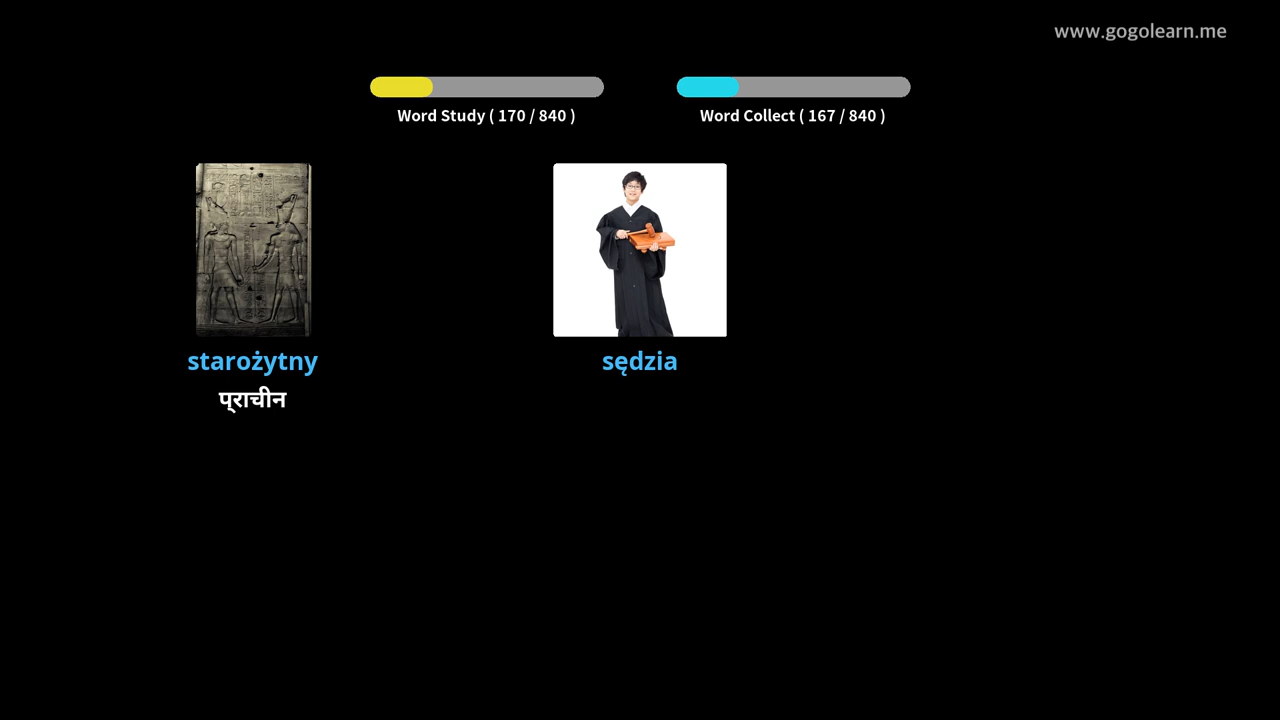 www.gogolearn.me
Word Study ( 170 / 840 )
Word Collect ( 167 / 840 )
starożytny
sędzia
प्राचीन